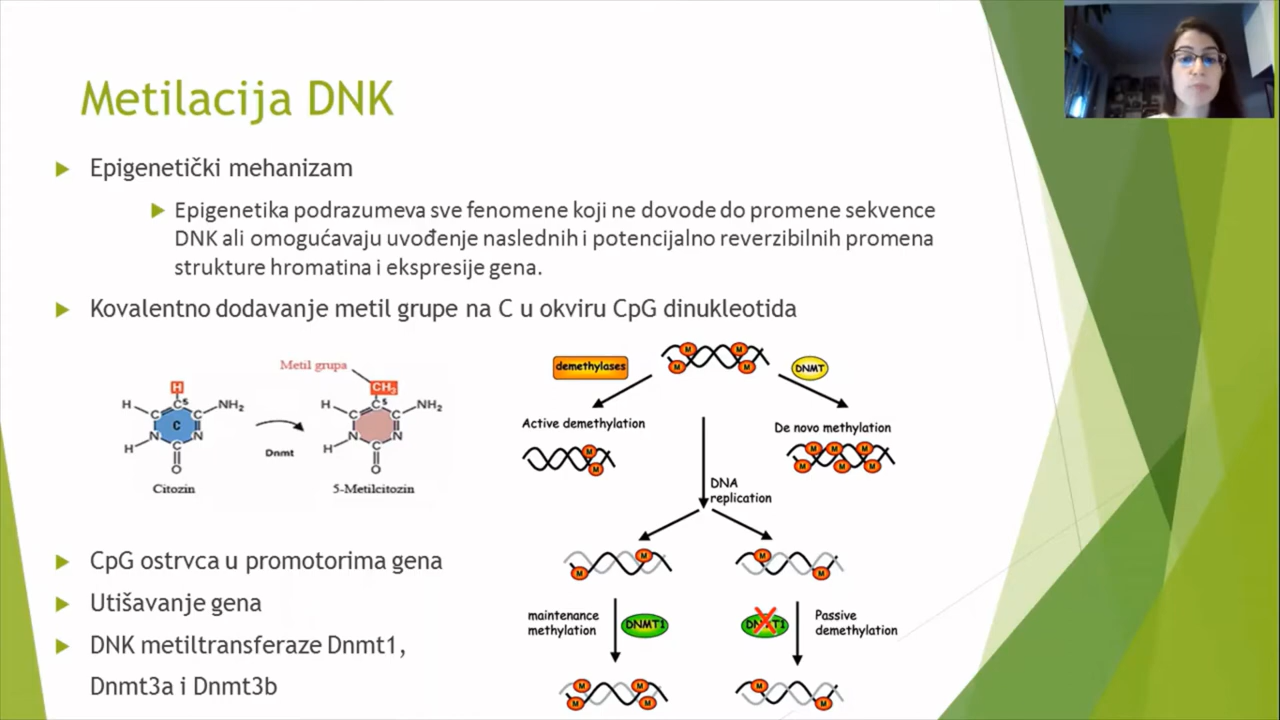 Metilacija DNK
Epigenetički mehanizam
Epigenetika podrazumeva sve fenomene koji ne dovode do promene sekvence
DNK ali omogućavaju uvođenje naslednih i potencijalno reverzibilnih promena
strukture hromatina i ekspresije gena.
Kovalentno dodavanje metil grupe na C u okviru CpG dinukleotida
Metil grupa
H
H
C
5
C
C
NH₂
C
H
N
N
C
O
Citozin
Dnmt
CH₃
H
C
5
C
C
NH₂
H
N
N
C
O
5-Metilcitozin
demethylases
M
M
M
M
DNMT
Active demethylation
M
M
De novo methylation
M
M
M
M
M
M
DNA
replication
M
M
M
M
maintenance
methylation
DNMT1
DNMT1
Passive
demethylation
M
M
M
M
M
M
CpG ostrvca u promotorima gena
Utišavanje gena
DNK metiltransferaze Dnmt1,
Dnmt3a i Dnmt3b